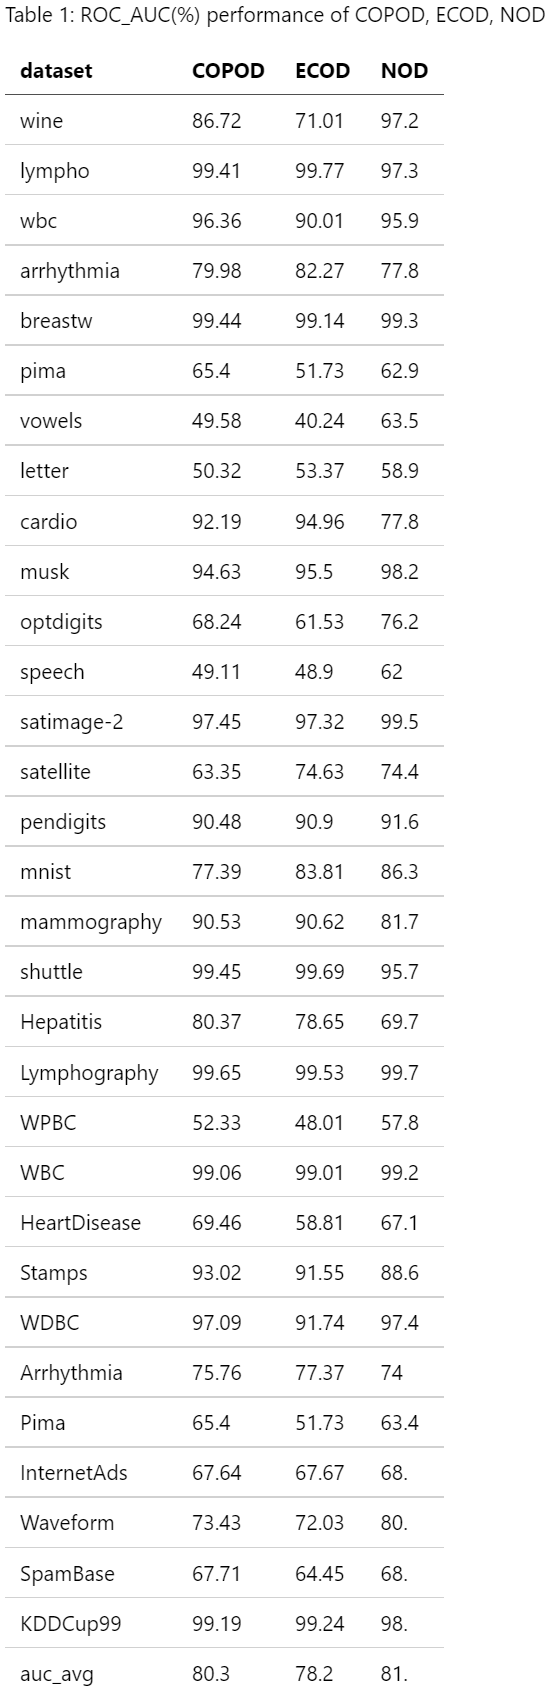 Table 1: ROC_AUC(%) performance of COPOD, ECOD, NOD
dataset COPOD ECOD NOD
wine 86.72 71.01 97.2
lympho 99.41 99.77 97.3
wbc 96.36 90.01 95.9
arrhythmia 79.98 82.27 77.8
breastw 99.44 99.14 99.3
pima 65.4 51.73 62.9
vowels 49.58 40.24 63.5
letter 50.32 53.37 58.9
cardio 92.19 94.96 77.8
musk 94.63 95.5 98.2
optdigits 68.24 61.53 76.2
speech 49.11 48.9 62
satimage-2 97.45 97.32 99.5
satellite 63.35 74.63 74.4
pendigits 90.48 90.9 91.6
mnist 77.39 83.81 86.3
mammography 90.53 90.62 81.7
shuttle 99.45 99.69 95.7
Hepatitis 80.37 78.65 69.7
Lymphography 99.65 99.53 99.7
WPBC 52.33 48.01 57.8
WBC 99.06 99.01 99.2
HeartDisease 69.46 58.81 67.1
Stamps 93.02 91.55 88.6
WDBC 97.09 91.74 97.4
Arrhythmia 75.76 77.37 74
Pima 65.4 51.73 63.4
InternetAds 67.64 67.67 68.
Waveform 73.43 72.03 80.
SpamBase 67.71 64.45 68.
KDDCup99 99.19 99.24 98.
auc_avg 80.3 78.2 81.